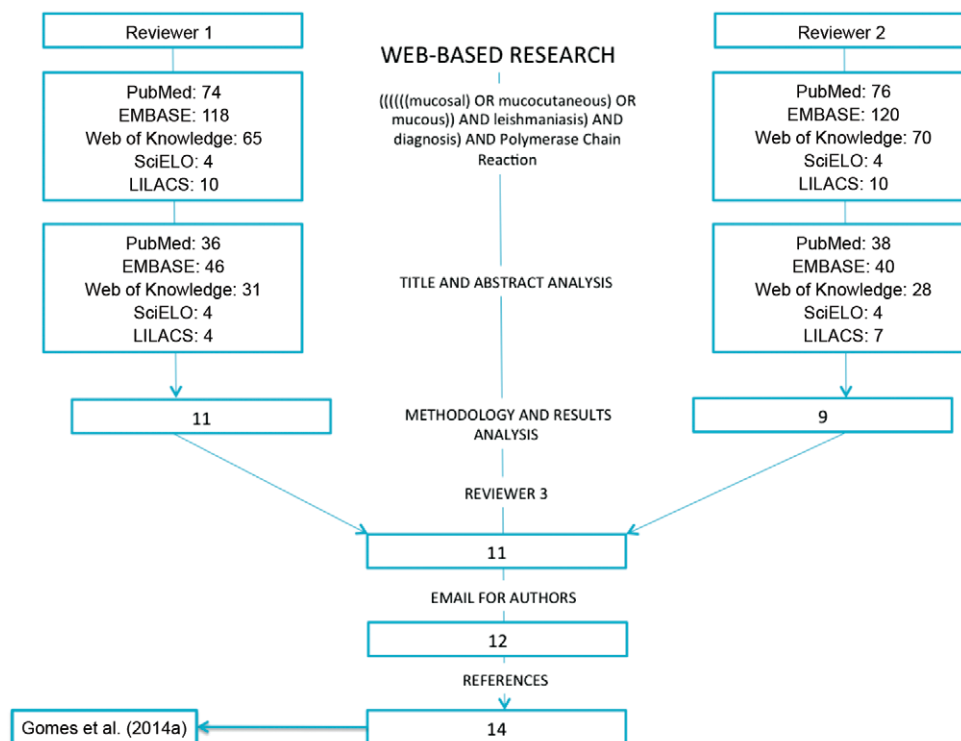 Reviewer 1
PubMed: 74
EMBASE: 118
Web of Knowledge: 65
SciELO: 4
LILACS: 10
PubMed: 36
EMBASE: 46
Web of Knowledge: 31
SciELO: 4
LILACS: 4
11
WEB-BASED RESEARCH
((((((mucosal) OR mucocutaneous) OR
mucous)) AND leishmaniasis) AND
diagnosis) AND Polymerase Chain
Reaction
TITLE AND ABSTRACT ANALYSIS
METHODOLOGY AND RESULTS
ANALYSIS
REVIEWER 3
Reviewer 2
PubMed: 76
EMBASE: 120
Web of Knowledge: 70
SciELO: 4
LILACS: 10
PubMed: 38
EMBASE: 40
Web of Knowledge: 28
SciELO: 4
LILACS: 7
9
11
EMAIL FOR AUTHORS
12
REFERENCES
14
Gomes et al. (2014a)